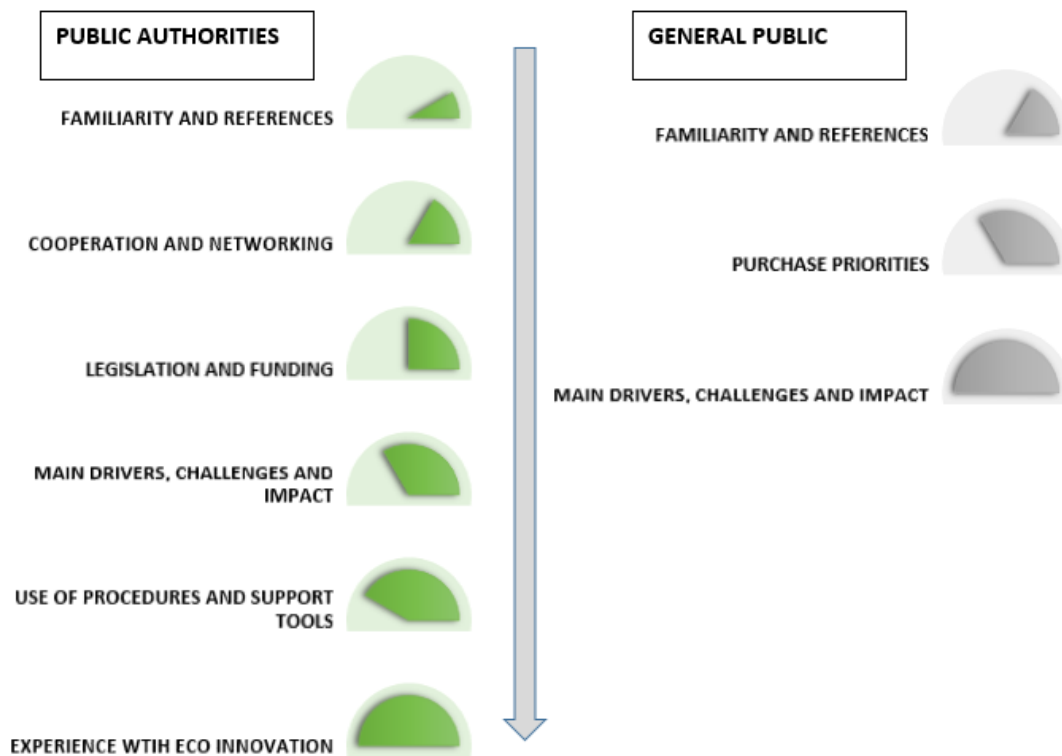 PUBLIC AUTHORITIES
FAMILIARITY AND REFERENCES
COOPERATION AND NETWORKING
LEGISLATION AND FUNDING
MAIN DRIVERS, CHALLENGES AND
IMPACT
USE OF PROCEDURES AND SUPPORT
TOOLS
EXPERIENCE WTIH ECO INNOVATION
GENERAL PUBLIC
FAMILIARITY AND REFERENCES
PURCHASE PRIORITIES
MAIN DRIVERS, CHALLENGES AND IMPACT